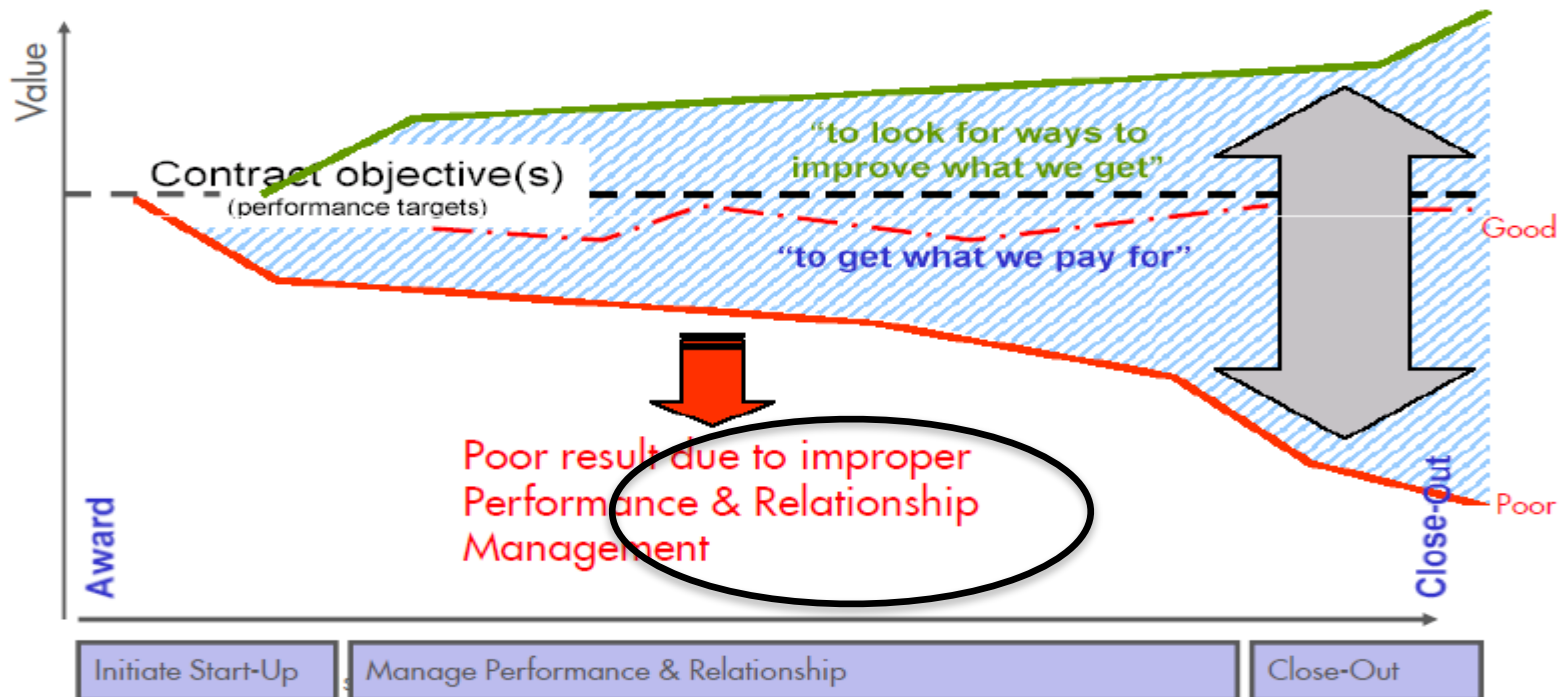 Value
"to look for ways to
improve what we get"
Contract objective(s)
(performance targets)
Good
"to get what we pay for"
Poor result due to improper
Performance & Relationship
Management
Poor
Award
Close-Out
Initiate Start-Up
Manage Performance & Relationship
Close-Out